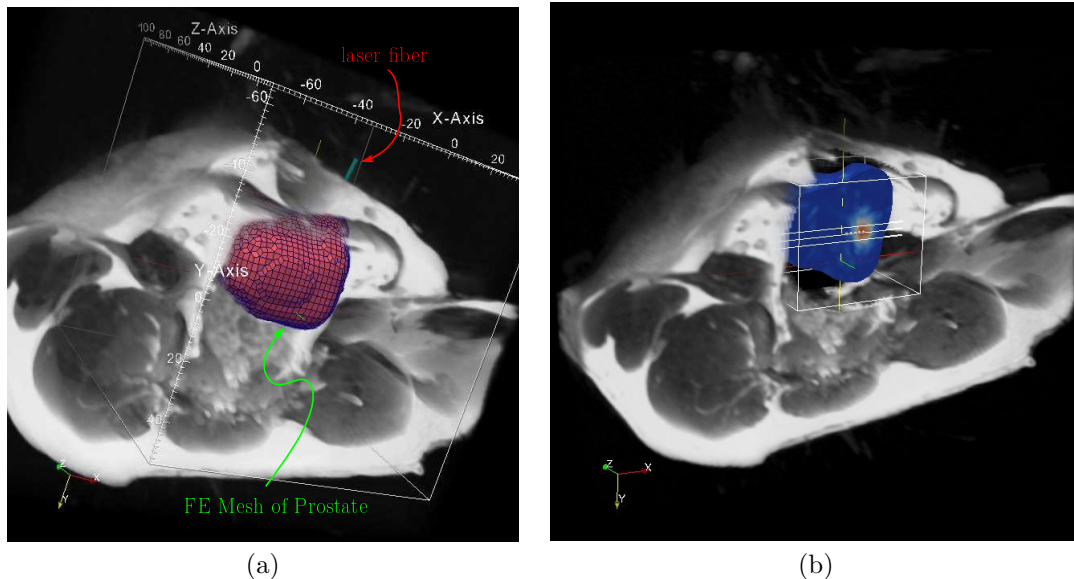 Z-Axis
100 80 60 40 20 0 -60 -40 -20 0 20
laser fiber
X-Axis
-60
-40
-20
Y-Axis
0
20
40
Z X
Y
FE Mesh of Prostate
Z X
Y
(a) (b)